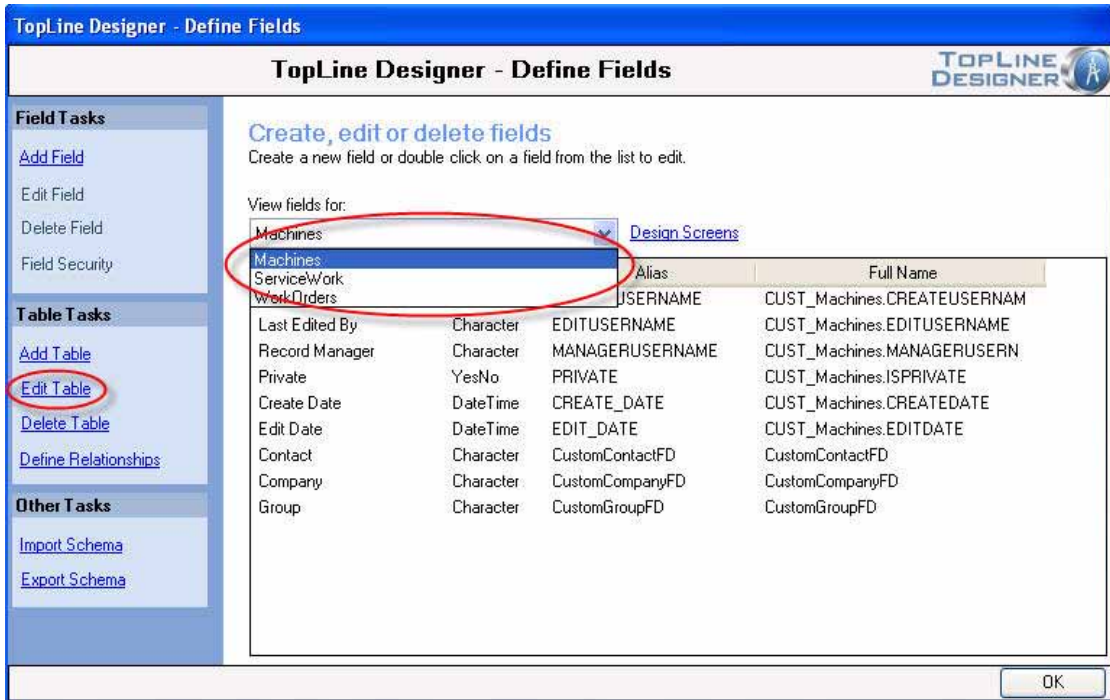 TopLine Designer - Define Fields
TopLine Designer - Define Fields
TOPLINE DESIGNER
Field Tasks
Add Field
Edit Field
Delete Field
Field Security
Table Tasks
Add Table
Edit Table
Delete Table
Define Relationships
Other Tasks
Import Schema
Export Schema
Create, edit or delete fields
Create a new field or double click on a field from the list to edit.
View fields for:
Machines
Design Screens
Machines
ServiceWork
WorkOrders
Alias Full Name
USERNAME CUST_Machines.CREATEUSERNAM
Last Edited By Character EDITUSERNAME CUST_Machines.EDITUSERNAME
Record Manager Character MANAGERUSERNAME CUST_Machines.MANAGERUSERN
Private YesNo PRIVATE CUST_Machines.ISPRIVATE
Create Date DateTime CREATE_DATE CUST_Machines.CREATEDATE
Edit Date DateTime EDIT_DATE CUST_Machines.EDITDATE
Contact Character CustomContactFD CustomContactFD
Company Character CustomCompanyFD CustomCompanyFD
Group Character CustomGroupFD CustomGroupFD
OK